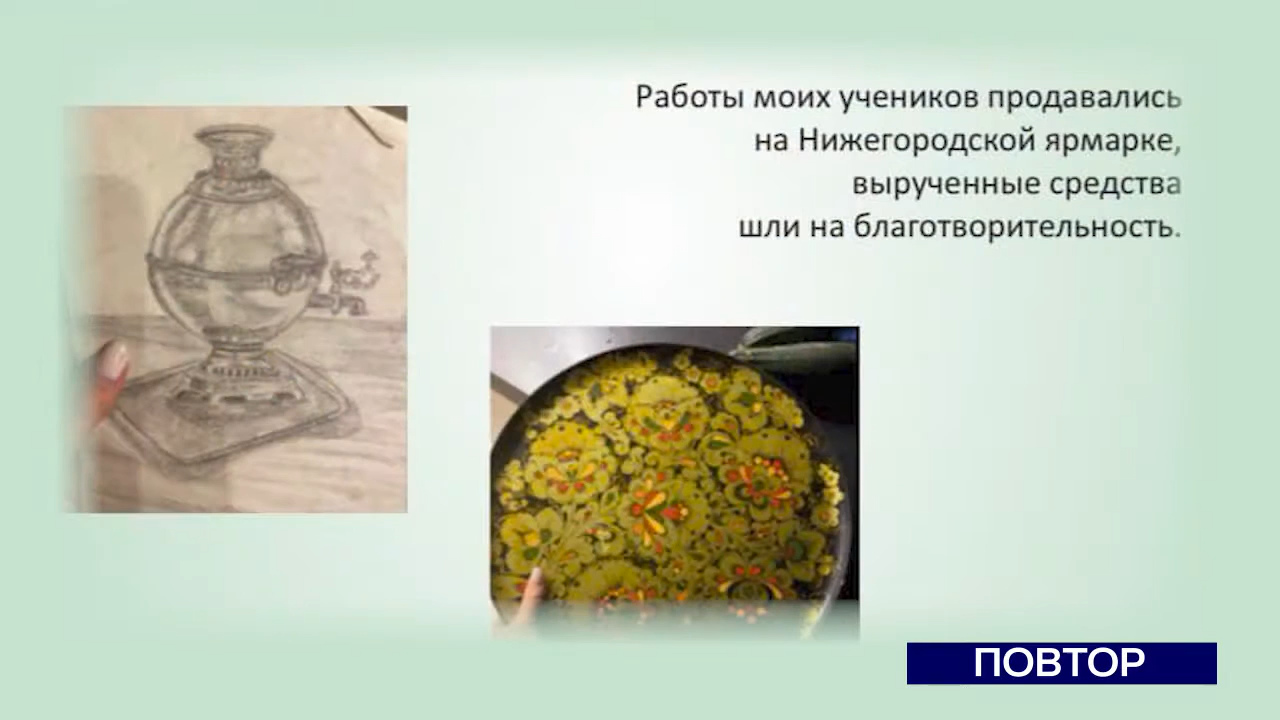 Работы моих учеников продавались
на Нижегородской ярмарке,
вырученные средства
шли на благотворительность.
ПОВТОР